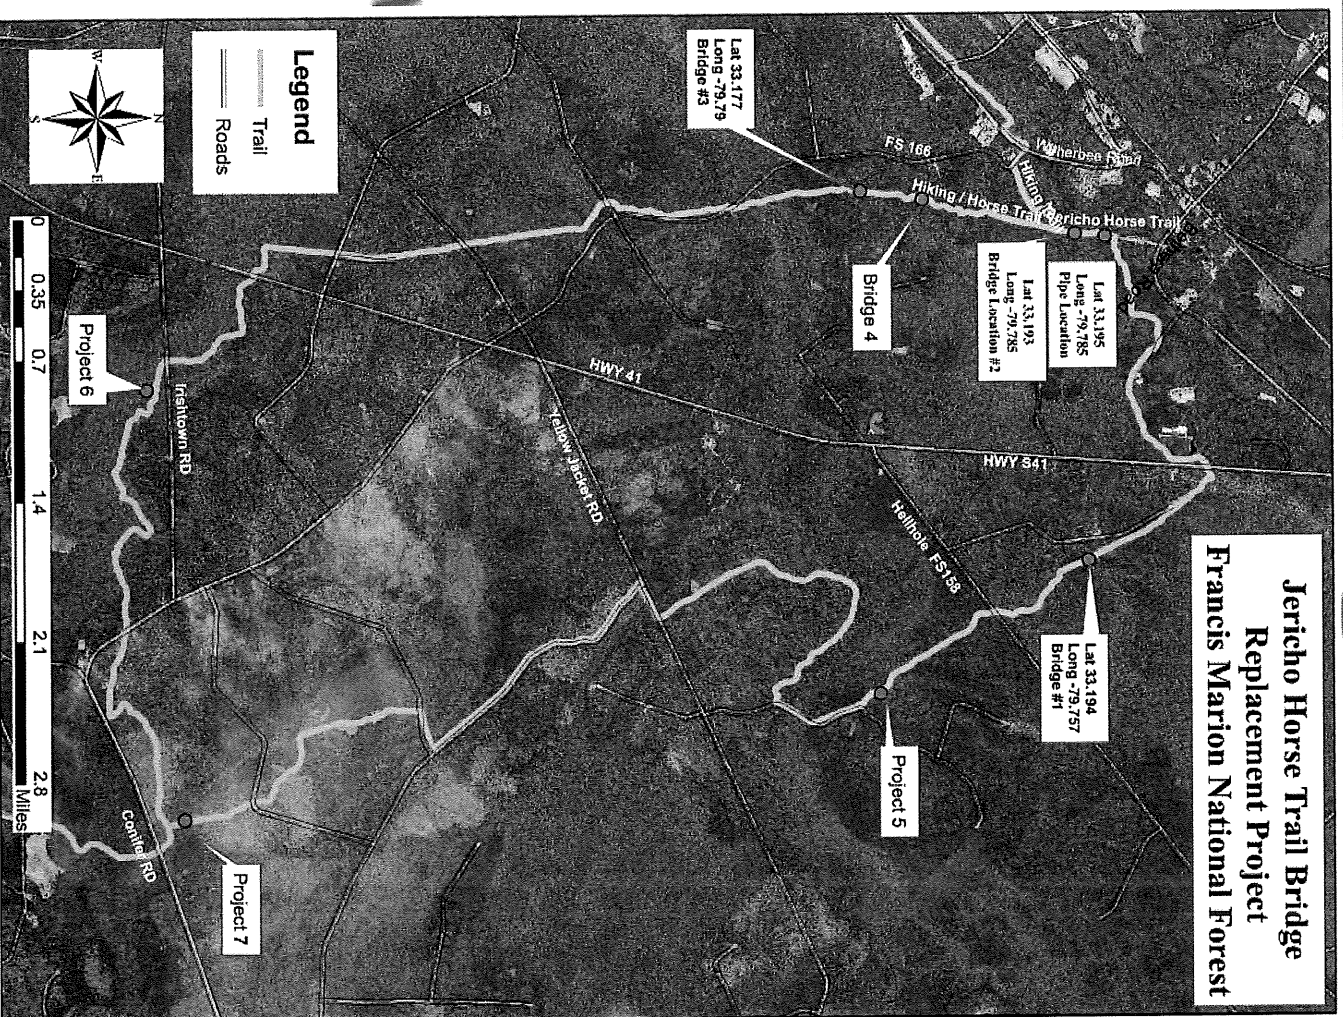 Jericho Horse Trail Bridge
Replacement Project
Francis Marion National Forest
Lat 33.195
Long -79.785
Pipe Location
Lat 33.193
Long -79.785
Bridge Location #2
Lat 33.194
Long -79.757
Bridge #1
Witherbee Road
Hiking
Jericho Horse Trail
Hiking / Horse Trail
FS 166
HWY S41
Hellhole FS158
Bridge 4
Project 5
Lat 33.177
Long -79.79
Bridge #3
HWY 41
Yellow Jacket RD
Legend
Trail
Roads
Irishtown RD
Project 6
Project 7
Conifer RD
N
W
E
S
0
0.35
0.7
1.4
2.1
2.8
Miles